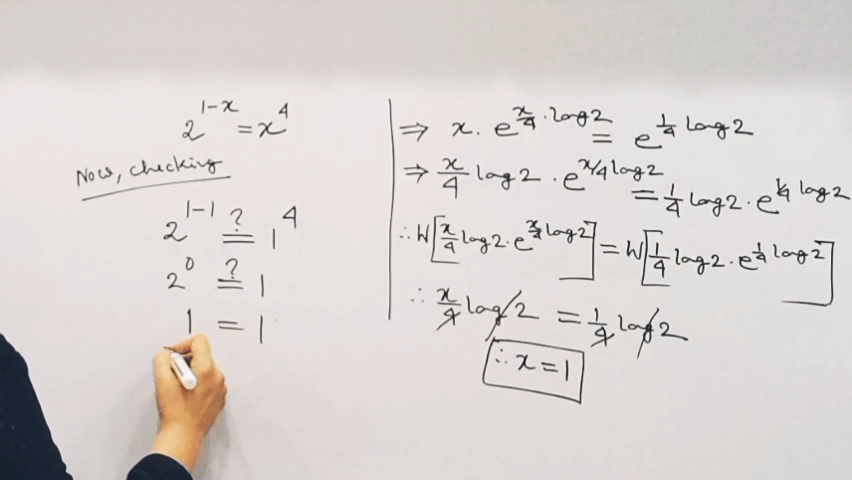 2^{1-x} = x^4
Now, checking
2^{1-1} ?= 1^4
2^0 ?= 1
1 = 1
⇒ x · e^{x/4 · log2} = e^{1/4 log2}
⇒ x/4 log2 · e^{x/4 log2} = 1/4 log2 · e^{1/4 log2}
∴ W[x/4 log2 · e^{x/4 log2}] = W[1/4 log2 · e^{1/4 log2}]
∴ x/4 log2 = 1/4 log2
∴ x = 1